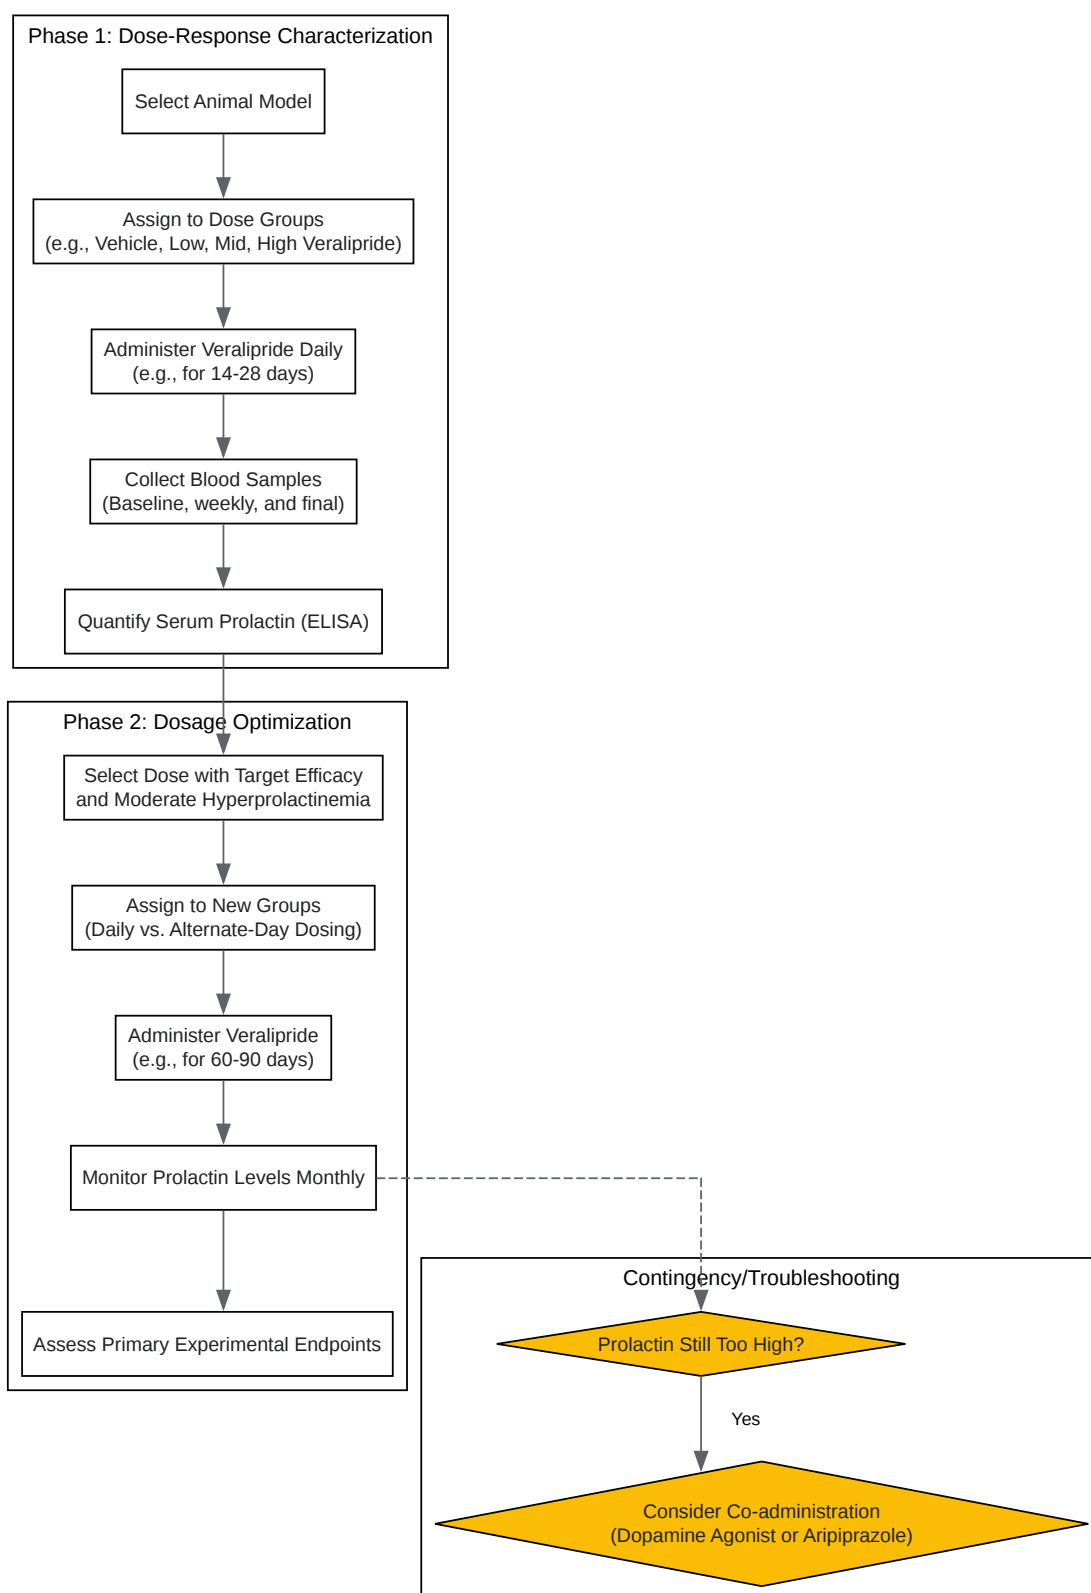 Phase 1: Dose-Response Characterization
Select Animal Model
Assign to Dose Groups
(e.g., Vehicle, Low, Mid, High Veralipride)
Administer Veralipride Daily
(e.g., for 14-28 days)
Collect Blood Samples
(Baseline, weekly, and final)
Quantify Serum Prolactin (ELISA)
Phase 2: Dosage Optimization
Select Dose with Target Efficacy
and Moderate Hyperprolactinemia
Assign to New Groups
(Daily vs. Alternate-Day Dosing)
Administer Veralipride
(e.g., for 60-90 days)
Monitor Prolactin Levels Monthly
Assess Primary Experimental Endpoints
Contingency/Troubleshooting
Prolactin Still Too High?
Yes
Consider Co-administration
(Dopamine Agonist or Aripiprazole)